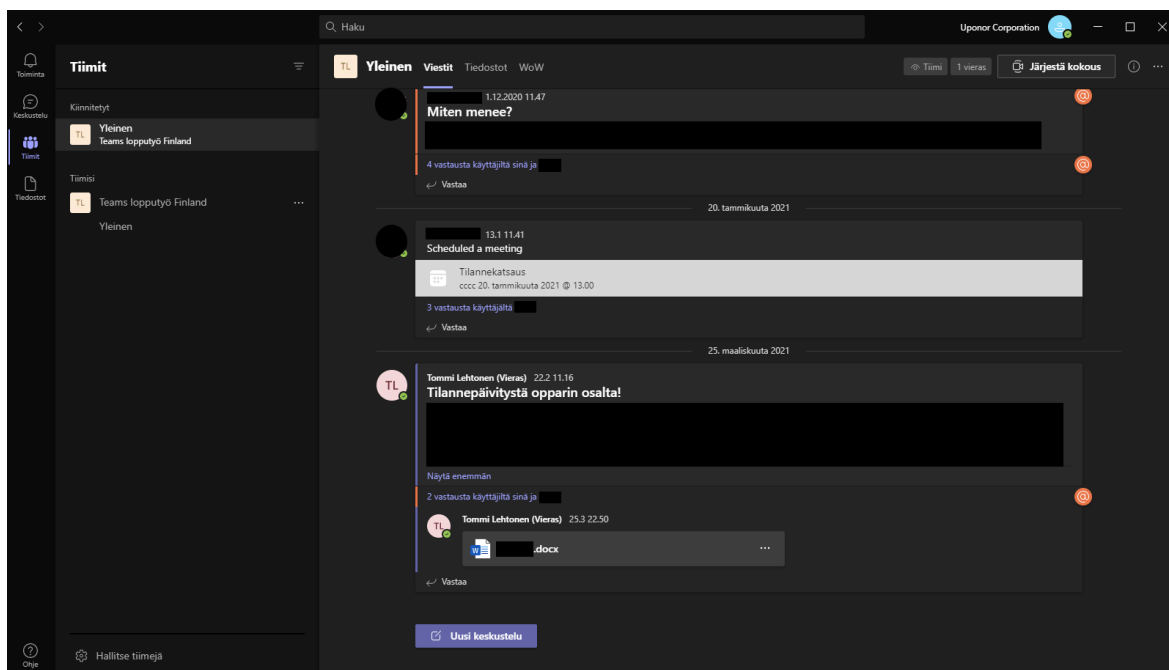 Haku
Uponor Corporation
Toiminta
Keskustelu
Tiimit
Tiedostot
Ohje
Tiimit
Kiinnitetyt
TL
Yleinen
Teams lopputyö Finland
Tiimisi
TL
Teams lopputyö Finland
Yleinen
Hallitse tiimejä
TL Yleinen Viestit Tiedostot WoW
Tiimi 1 vieras Järjestä kokous
1.12.2020 11.47
Miten menee?
4 vastausta käyttäjiltä sinä ja
Vastaa
20. tammikuuta 2021
13.1 11.41
Scheduled a meeting
Tilannekatsaus
cccc 20. tammikuuta 2021 @ 13.00
3 vastausta käyttäjältä
Vastaa
25. maaliskuuta 2021
TL
Tommi Lehtonen (Vieras) 22.2 11.16
Tilannepäivitystä opparin osalta!
Näytä enemmän
2 vastausta käyttäjiltä sinä ja
TL
Tommi Lehtonen (Vieras) 25.3 22.50
.docx
Vastaa
Uusi keskustelu